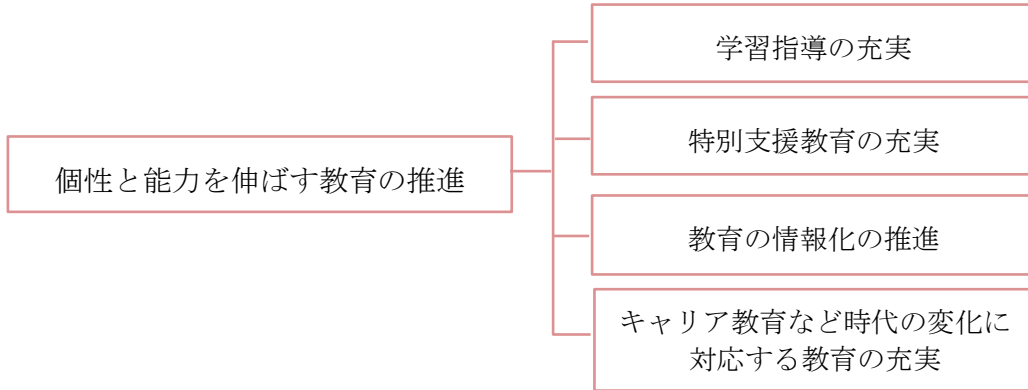 個性と能力を伸ばす教育の推進
学習指導の充実
特別支援教育の充実
教育の情報化の推進
キャリア教育など時代の変化に
対応する教育の充実